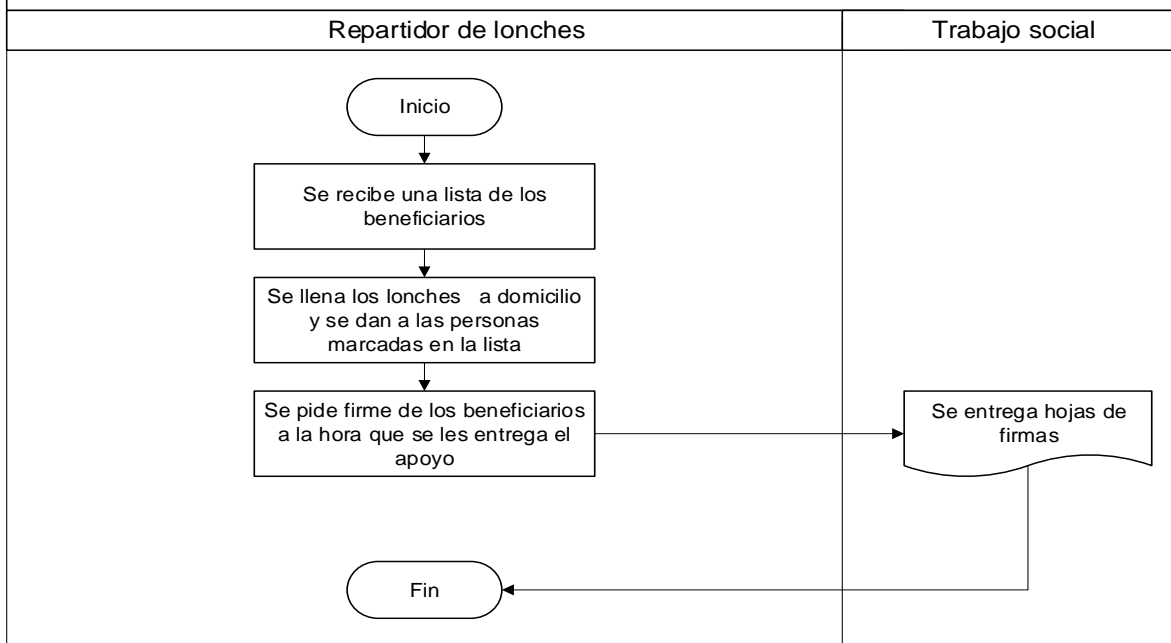 Repartidor de lonches
Trabajo social
Inicio
Se recibe una lista de los
beneficiarios
Se llena los lonches a domicilio
y se dan a las personas
marcadas en la lista
Se pide firme de los beneficiarios
a la hora que se les entrega el
apoyo
Se entrega hojas de
firmas
Fin